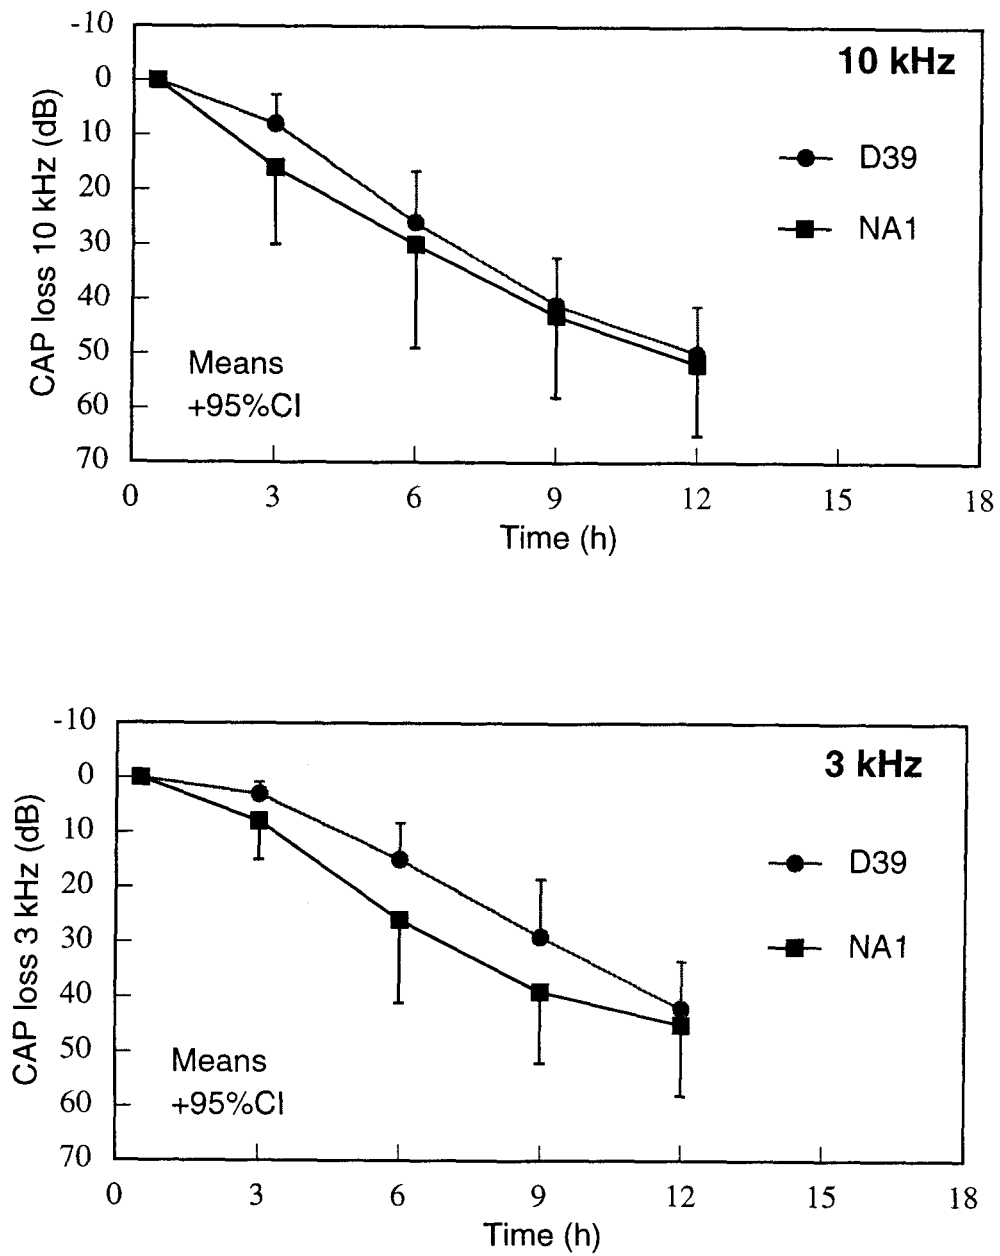 -10
0
10
20
30
40
50
60
70
CAP loss 10 kHz (dB)
10 kHz
D39
NA1
Means
+95%CI
0 3 6 9 12 15 18
Time (h)
-10
0
10
20
30
40
50
60
70
CAP loss 3 kHz (dB)
3 kHz
D39
NA1
Means
+95%CI
0 3 6 9 12 15 18
Time (h)